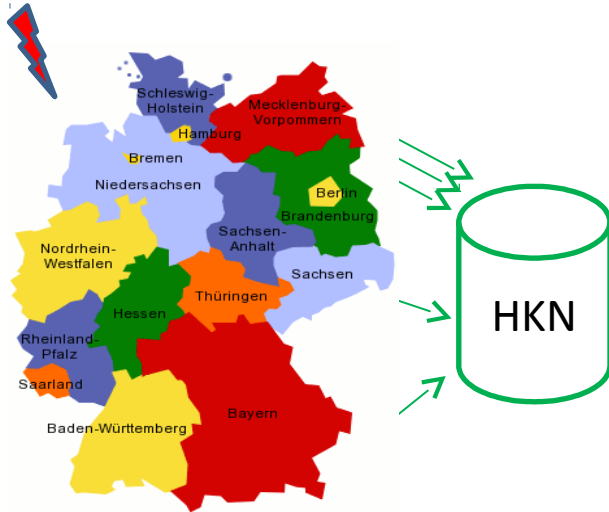 Schleswig-
Holstein
Mecklenburg-
Vorpommern
Hamburg
Bremen
Niedersachsen
Berlin
Brandenburg
Sachsen-
Anhalt
Nordrhein-
Westfalen
Sachsen
Thüringen
Hessen
HKN
Rheinland-
Pfalz
Saarland
Bayern
Baden-Württemberg